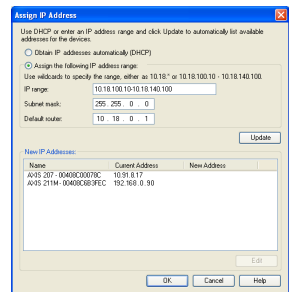 Assign IP Address
Use DHCP or enter an IP address range and click Update to automatically list available
addresses for the devices.
Obtain IP addresses automatically (DHCP)
Assign the following IP address range:
Use wildcards to specify the range, either as 10.18.* or 10.18.100.10 - 10.18.140.100.
IP range: 10.18.100.10-10.18.140.100
Subnet mask: 255. 255. 0 . 0
Default router: 10 . 18 . 0 . 1
Update
New IP Addresses:
Name Current Address New Address
AXIS 207 - 00408C00078C 10.91.8.17
AXIS 211M - 00408C6B3FEC 192.168.0.90
Edit
OK Cancel Help